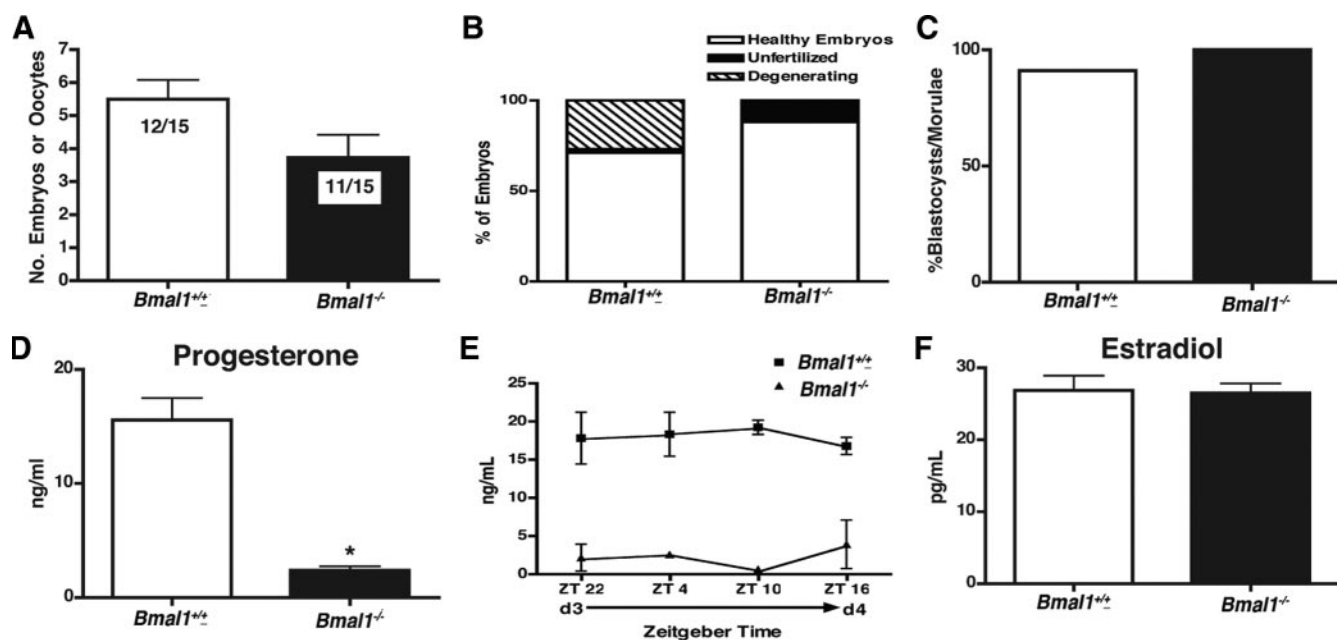 A
No. Embryos or Oocytes
7
6
5
4
3
2
1
0
12/15
11/15
Bmal1+/±
Bmal1-/-
B
Healthy Embryos
Unfertilized
Degenerating
% of Embryos
100
50
0
Bmal1+/±
Bmal1-/-
C
%Blastocysts/Morulae
100
50
0
Bmal1+/±
Bmal1-/-
D
Progesterone
ng/ml
20
10
0
*
Bmal1+/±
Bmal1-/-
E
Bmal1+/±
Bmal1-/-
ng/mL
25
20
15
10
5
0
ZT 22 ZT 4 ZT 10 ZT 16
d3 d4
Zeitgeber Time
F
Estradiol
pg/mL
30
20
10
0
Bmal1+/±
Bmal1-/-